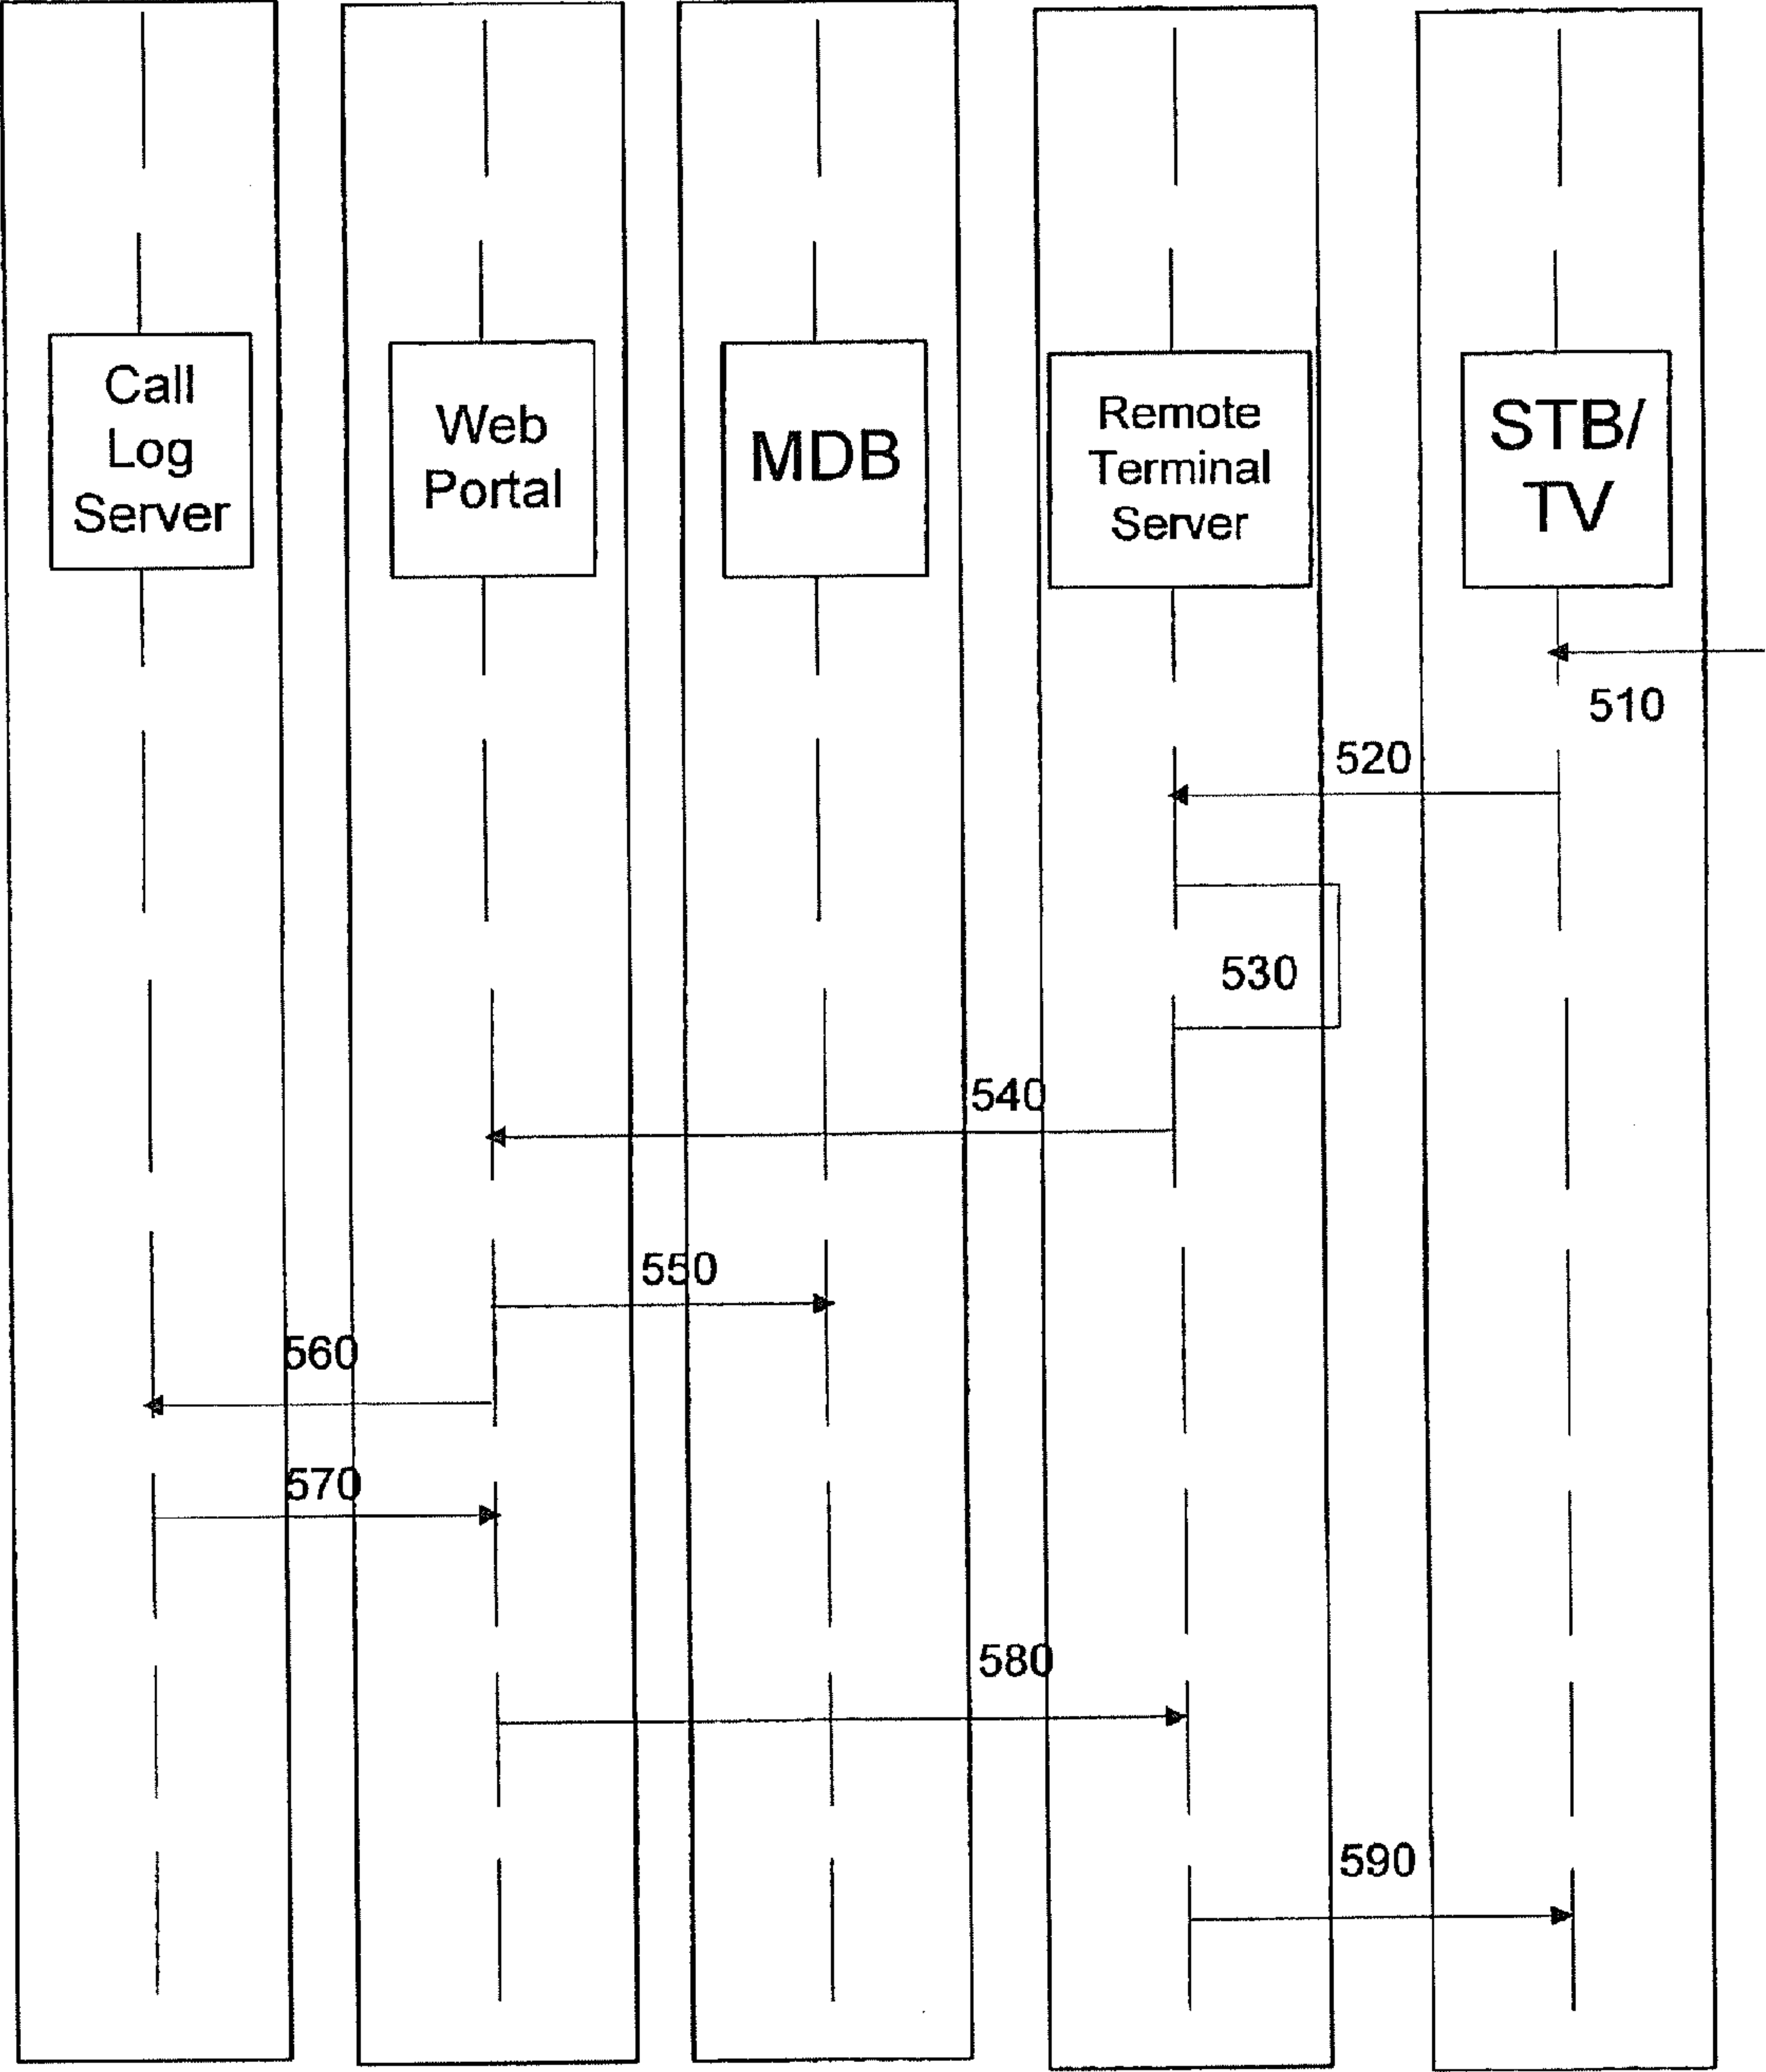 Call
Log
Server
Web
Portal
MDB
Remote
Terminal
Server
STB/
TV
510
520
530
540
550
560
570
580
590